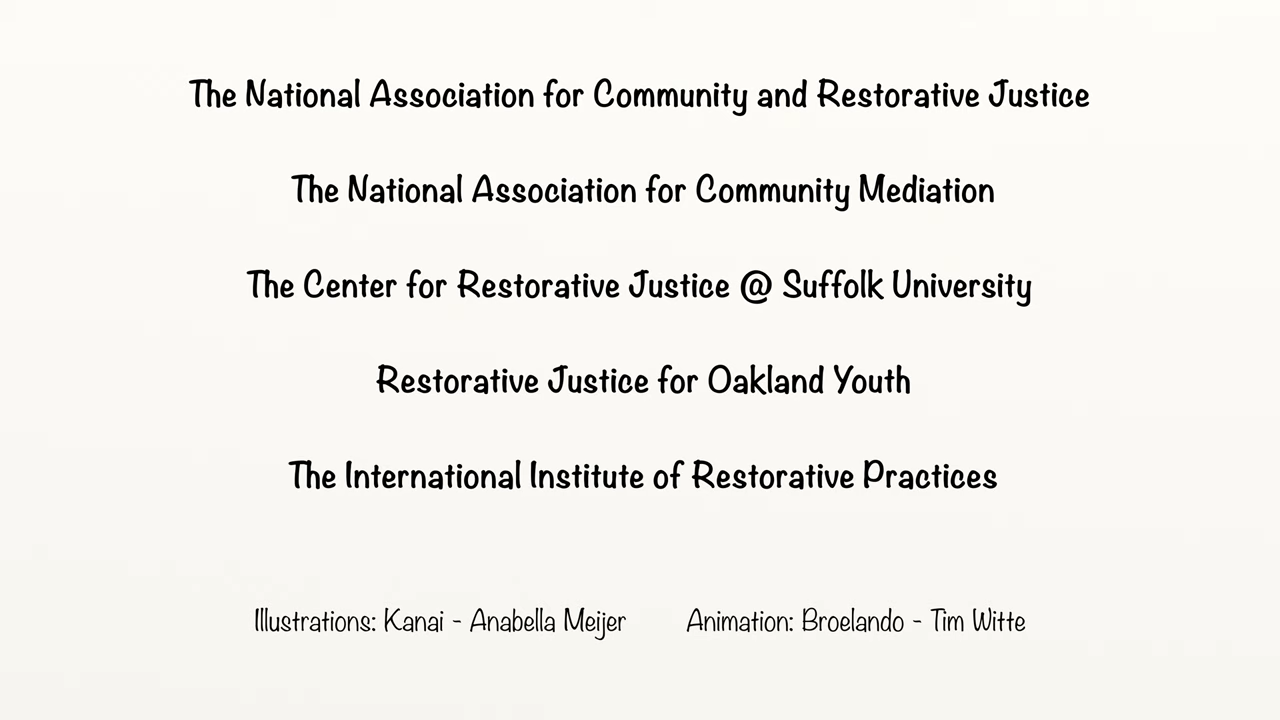 The National Association for Community and Restorative Justice
The National Association for Community Mediation
The Center for Restorative Justice @ Suffolk University
Restorative Justice for Oakland Youth
The International Institute of Restorative Practices
Illustrations: Kanai - Anabella Meijer Animation: Broelando - Tim Witte